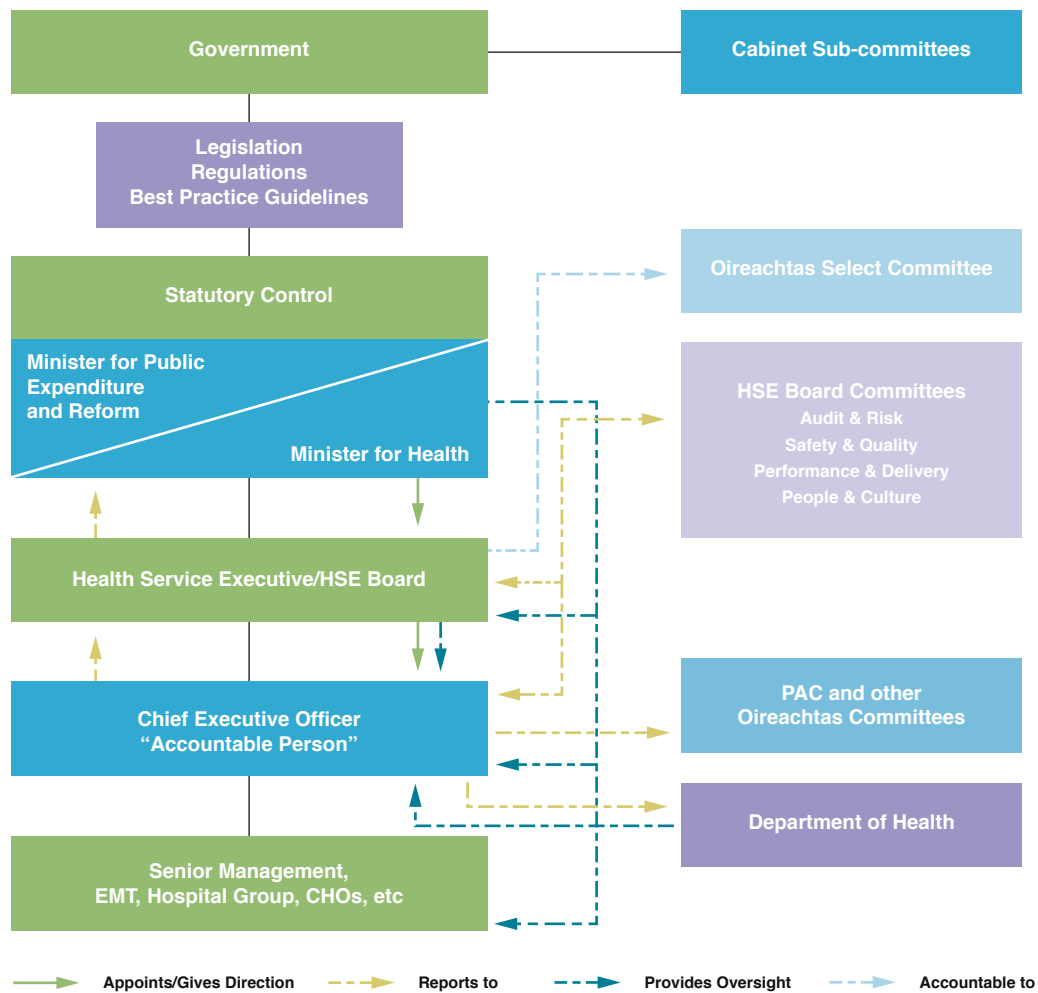 Government
Cabinet Sub-committees
Legislation
Regulations
Best Practice Guidelines
Statutory Control
Oireachtas Select Committee
Minister for Public
Expenditure
and Reform
Minister for Health
HSE Board Committees
Audit & Risk
Safety & Quality
Performance & Delivery
People & Culture
Health Service Executive/HSE Board
Chief Executive Officer
“Accountable Person”
PAC and other
Oireachtas Committees
Department of Health
Senior Management,
EMT, Hospital Group, CHOs, etc
Appoints/Gives Direction
Reports to
Provides Oversight
Accountable to